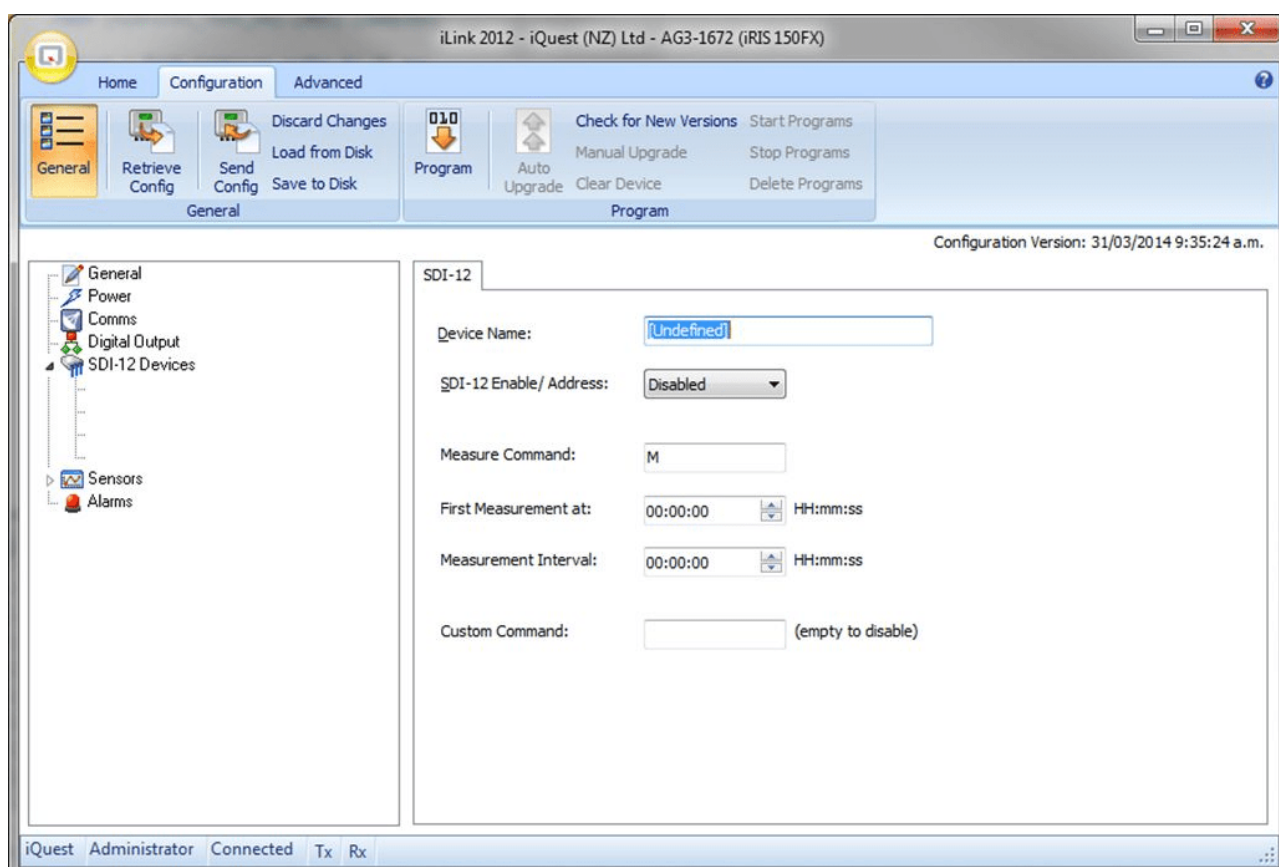 iLink 2012 - iQuest (NZ) Ltd - AG3-1672 (iRIS 150FX)
Home Configuration Advanced
General
Retrieve Config
Send Config
Discard Changes
Load from Disk
Save to Disk
General
Program
Auto Upgrade
Check for New Versions
Manual Upgrade
Clear Device
Start Programs
Stop Programs
Delete Programs
Program
Configuration Version: 31/03/2014 9:35:24 a.m.
General
Power
Comms
Digital Output
SDI-12 Devices
Sensors
Alarms
SDI-12
Device Name: [Undefined]
SDI-12 Enable/ Address: Disabled
Measure Command: M
First Measurement at: 00:00:00 HH:mm:ss
Measurement Interval: 00:00:00 HH:mm:ss
Custom Command: (empty to disable)
iQuest Administrator Connected Tx Rx